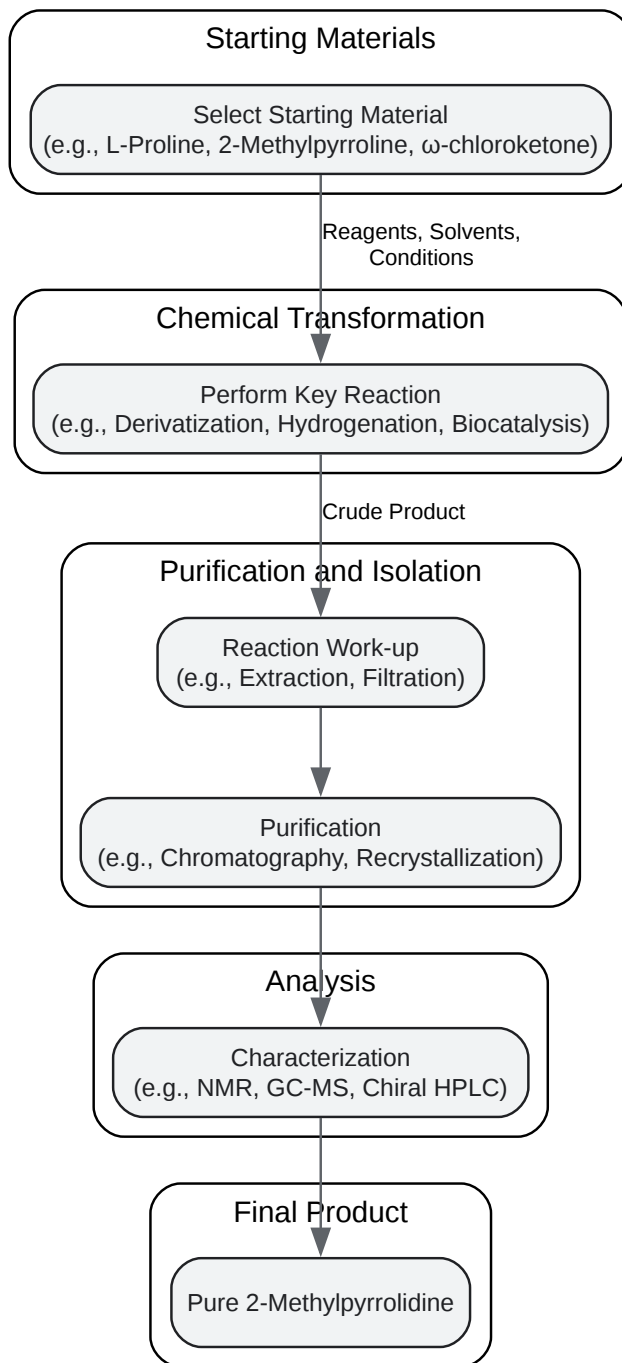 Starting Materials
Select Starting Material
(e.g., L-Proline, 2-Methylpyrroline, ω-chloroketone)
Reagents, Solvents,
Conditions
Chemical Transformation
Perform Key Reaction
(e.g., Derivatization, Hydrogenation, Biocatalysis)
Crude Product
Purification and Isolation
Reaction Work-up
(e.g., Extraction, Filtration)
Purification
(e.g., Chromatography, Recrystallization)
Analysis
Characterization
(e.g., NMR, GC-MS, Chiral HPLC)
Final Product
Pure 2-Methylpyrrolidine